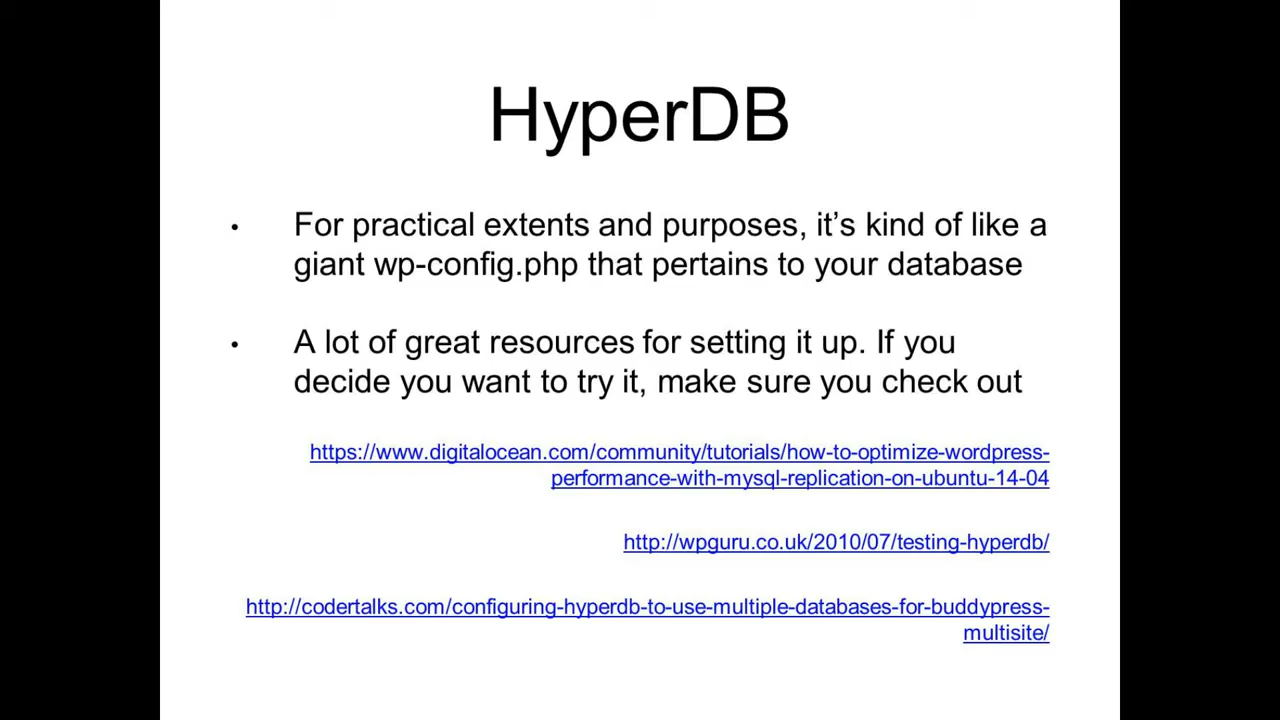 HyperDB
• For practical extents and purposes, it’s kind of like a
giant wp-config.php that pertains to your database
• A lot of great resources for setting it up. If you
decide you want to try it, make sure you check out
https://www.digitalocean.com/community/tutorials/how-to-optimize-wordpress-
performance-with-mysql-replication-on-ubuntu-14-04
http://wpguru.co.uk/2010/07/testing-hyperdb/
http://codertalks.com/configuring-hyperdb-to-use-multiple-databases-for-buddypress-
multisite/